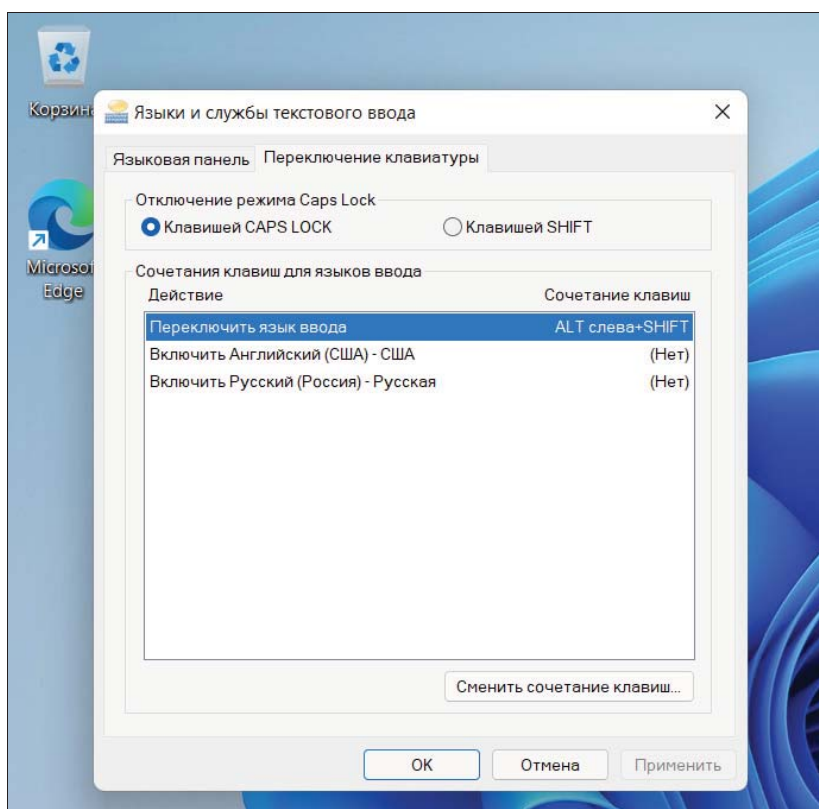 Языки и службы текстового ввода
Языковая панель Переключение клавиатуры
Отключение режима Caps Lock
Клавишей CAPS LOCK Клавишей SHIFT
Сочетания клавиш для языков ввода
Действие Сочетание клавиш
Переключить язык ввода ALT слева+SHIFT
Включить Английский (США) - США (Нет)
Включить Русский (Россия) - Русская (Нет)
Сменить сочетание клавиш...
OK Отмена Применить
Edge